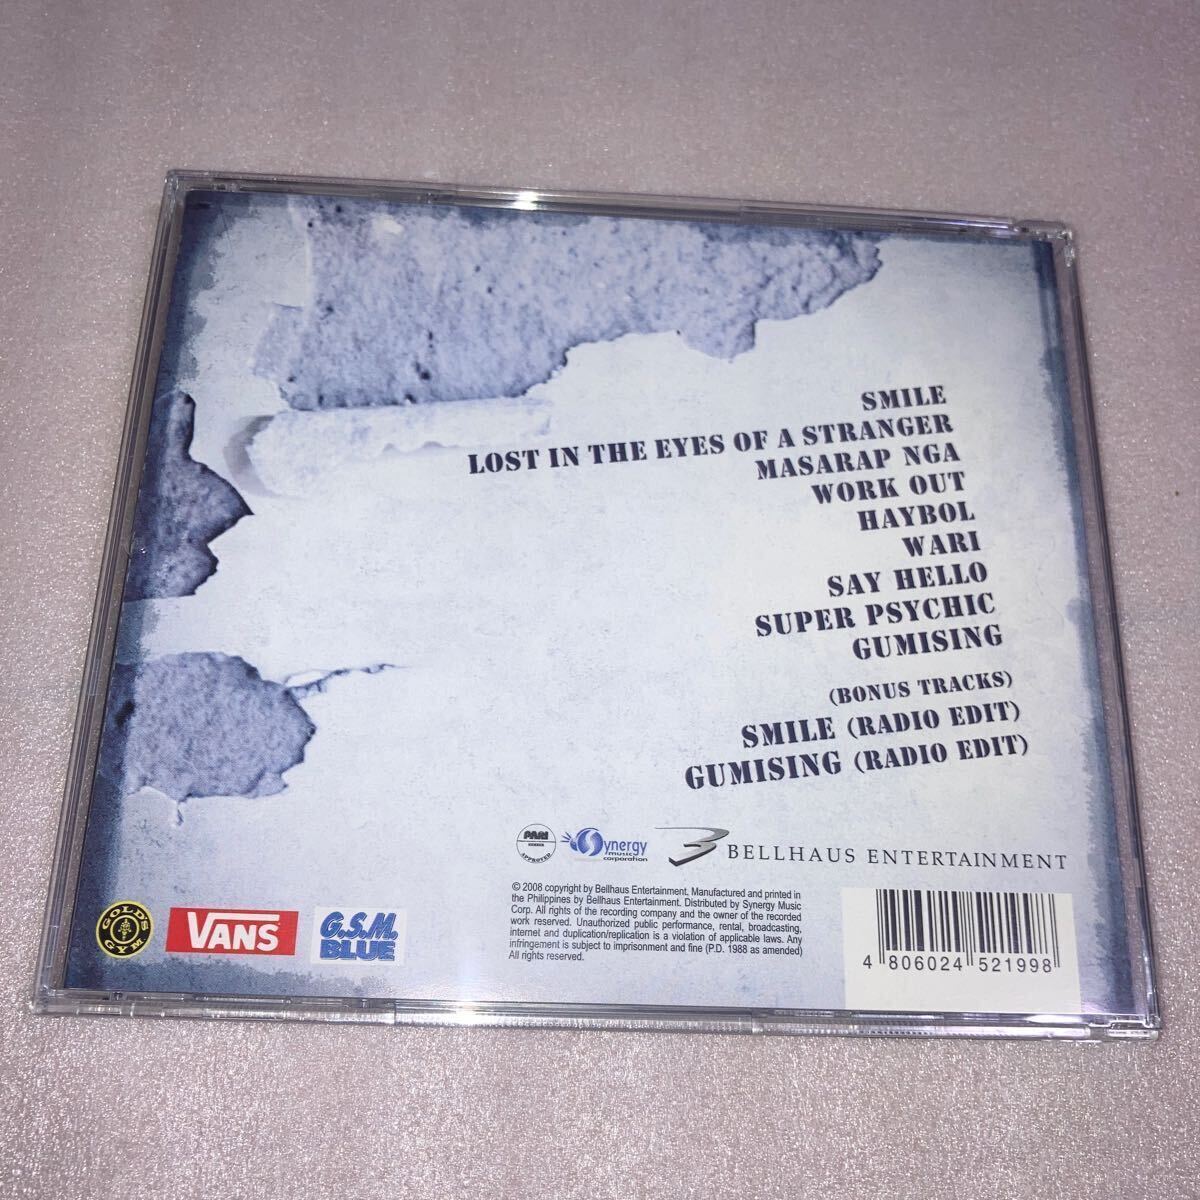 SMILE
LOST IN THE EYES OF A STRANGER
MASARAP NGA
WORK OUT
HAYBOL
WARI
SAY HELLO
SUPER PSYCHIC
GUMISING
(BONUS TRACKS)
SMILE (RADIO EDIT)
GUMISING (RADIO EDIT)
PARI
APPROVED
Synergy
music
corporation
BELLHAUS ENTERTAINMENT
GOLD'S
GYM
VANS
G.S.M.
BLUE
© 2008 copyright by Bellhaus Entertainment. Manufactured and printed in
the Philippines by Bellhaus Entertainment. Distributed by Synergy Music
Corp. All rights of the recording company and the owner of the recorded
work reserved. Unauthorized public performance, rental, broadcasting,
internet and duplication/replication is a violation of applicable laws. Any
infringement is subject to imprisonment and fine (P.D. 1988 as amended)
All rights reserved.
4 806024 521998